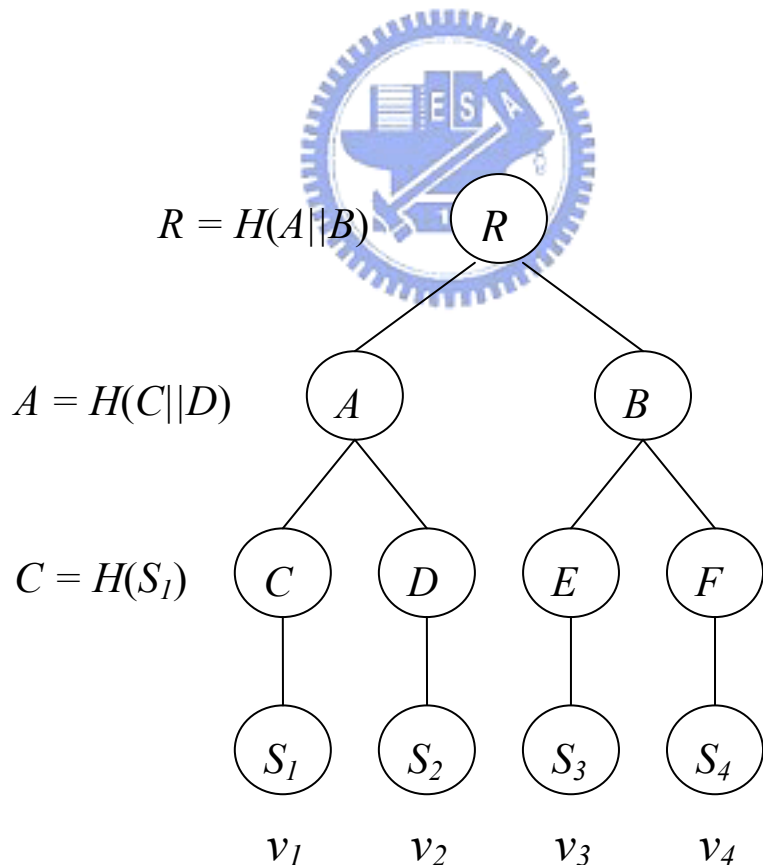 E S A
R = H(A||B) R
A = H(C||D) A B
C = H(S₁) C D E F
S₁ S₂ S₃ S₄
v₁ v₂ v₃ v₄